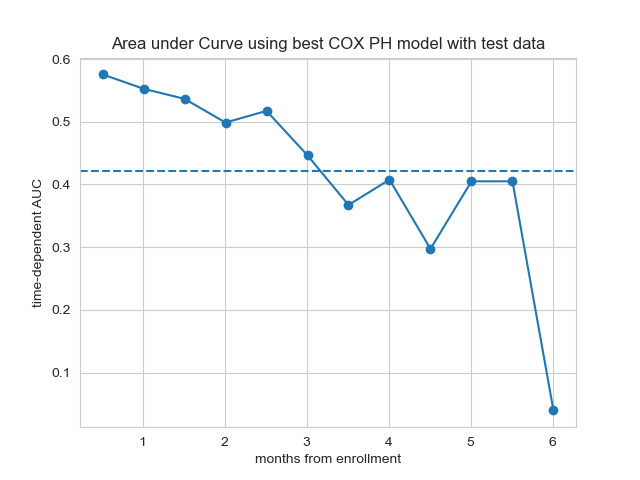 Area under Curve using best COX PH model with test data
time-dependent AUC
0.6
0.5
0.4
0.3
0.2
0.1
1 2 3 4 5 6
months from enrollment